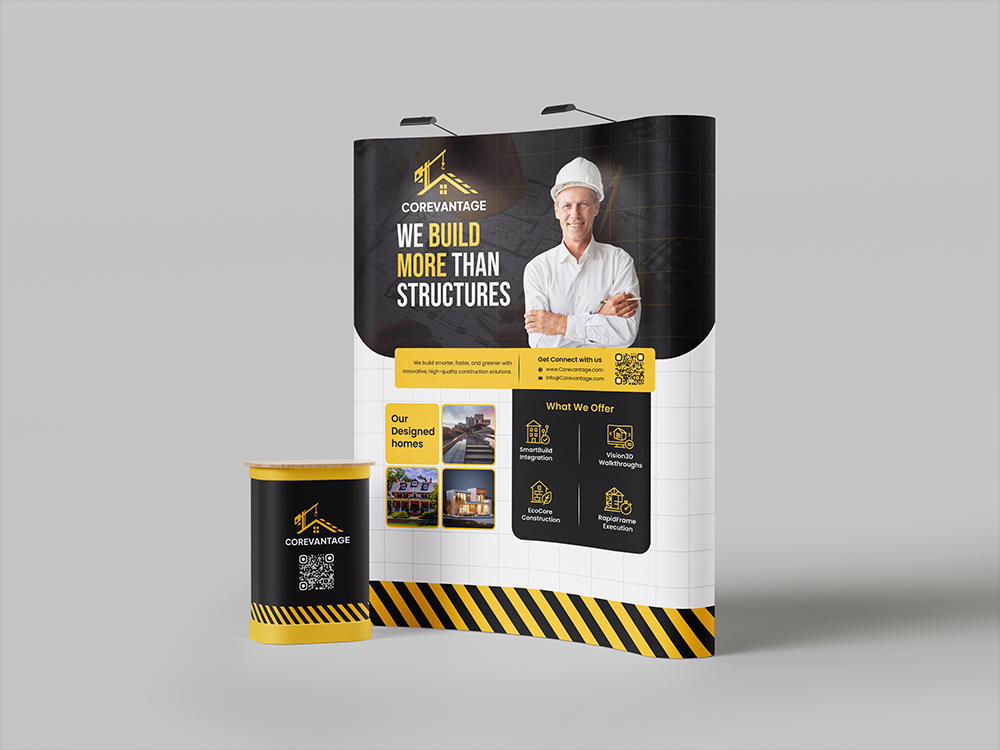 COREVANTAGE
WE BUILD
MORE THAN
STRUCTURES
We build smarter, faster, and greener with
innovative, high-quality construction solutions.
Get Connect with us
www.Corevantage.com
info@Corevantage.com
Our
Designed
homes
What We Offer
SmartBuild
Integration
Vision3D
Walkthroughs
EcoCore
Construction
RapidFrame
Execution
COREVANTAGE